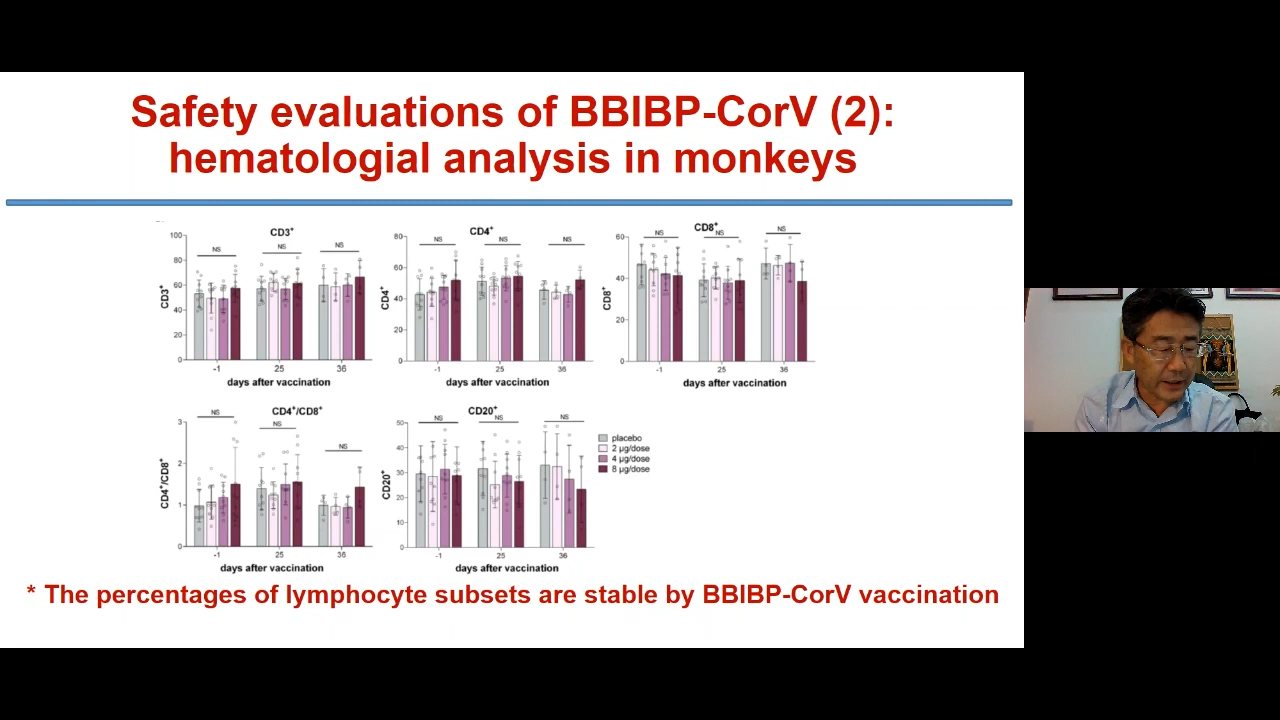 Safety evaluations of BBIBP-CorV (2):
hematologial analysis in monkeys
CD3⁺
NS
NS
NS
CD3⁺
100
80
60
40
20
0
-1
25
36
days after vaccination
CD4⁺
NS
NS
NS
CD4⁺
80
60
40
20
0
-1
25
36
days after vaccination
CD8⁺
NS
NS
NS
CD8⁺
60
40
20
0
-1
25
36
days after vaccination
CD4⁺/CD8⁺
NS
NS
NS
CD4⁺/CD8⁺
3
2
1
0
-1
25
36
days after vaccination
CD20⁺
NS
NS
NS
CD20⁺
50
40
30
20
10
0
-1
25
36
days after vaccination
placebo
2 μg/dose
4 μg/dose
8 μg/dose
* The percentages of lymphocyte subsets are stable by BBIBP-CorV vaccination